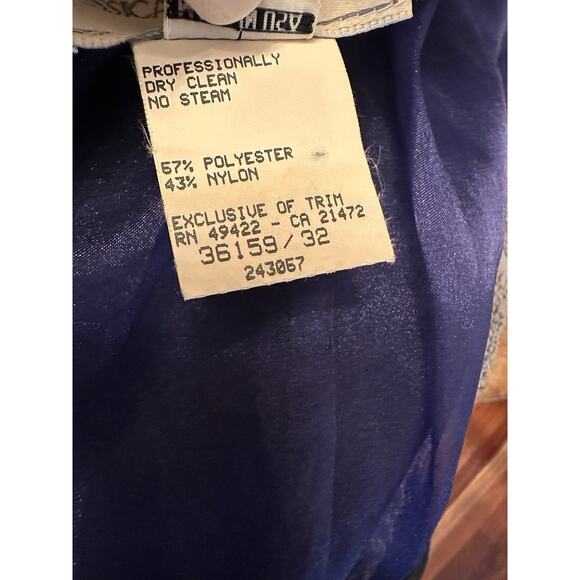 PROFESSIONALLY
DRY CLEAN
NO STEAM
57% POLYESTER
43% NYLON
EXCLUSIVE OF TRIM
RN 49422 - CA 21472
36159/32
243057